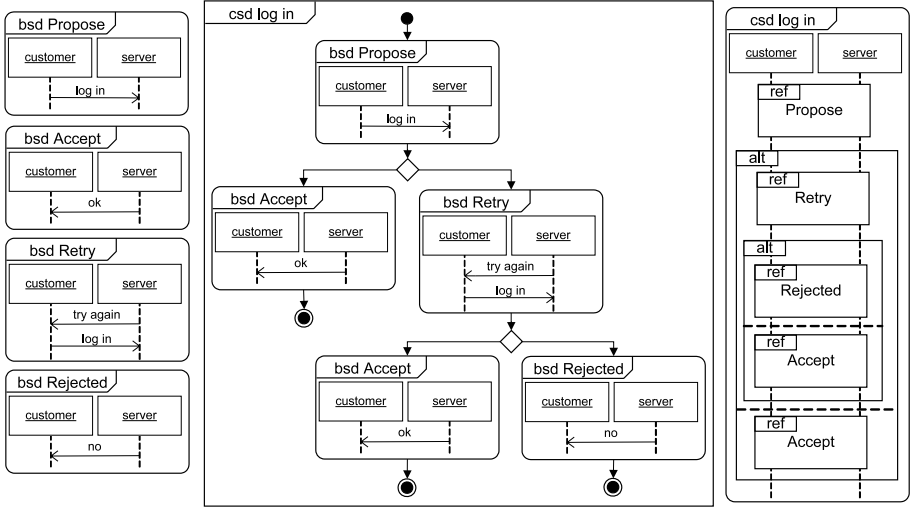 bsd Propose
customer server
log in
bsd Accept
customer server
ok
bsd Retry
customer server
try again
log in
bsd Rejected
customer server
no
csd log in
bsd Propose
customer server
log in
bsd Accept
customer server
ok
bsd Retry
customer server
try again
log in
bsd Accept
customer server
ok
bsd Rejected
customer server
no
csd log in
customer server
ref
Propose
alt
ref
Retry
alt
ref
Rejected
ref
Accept
ref
Accept